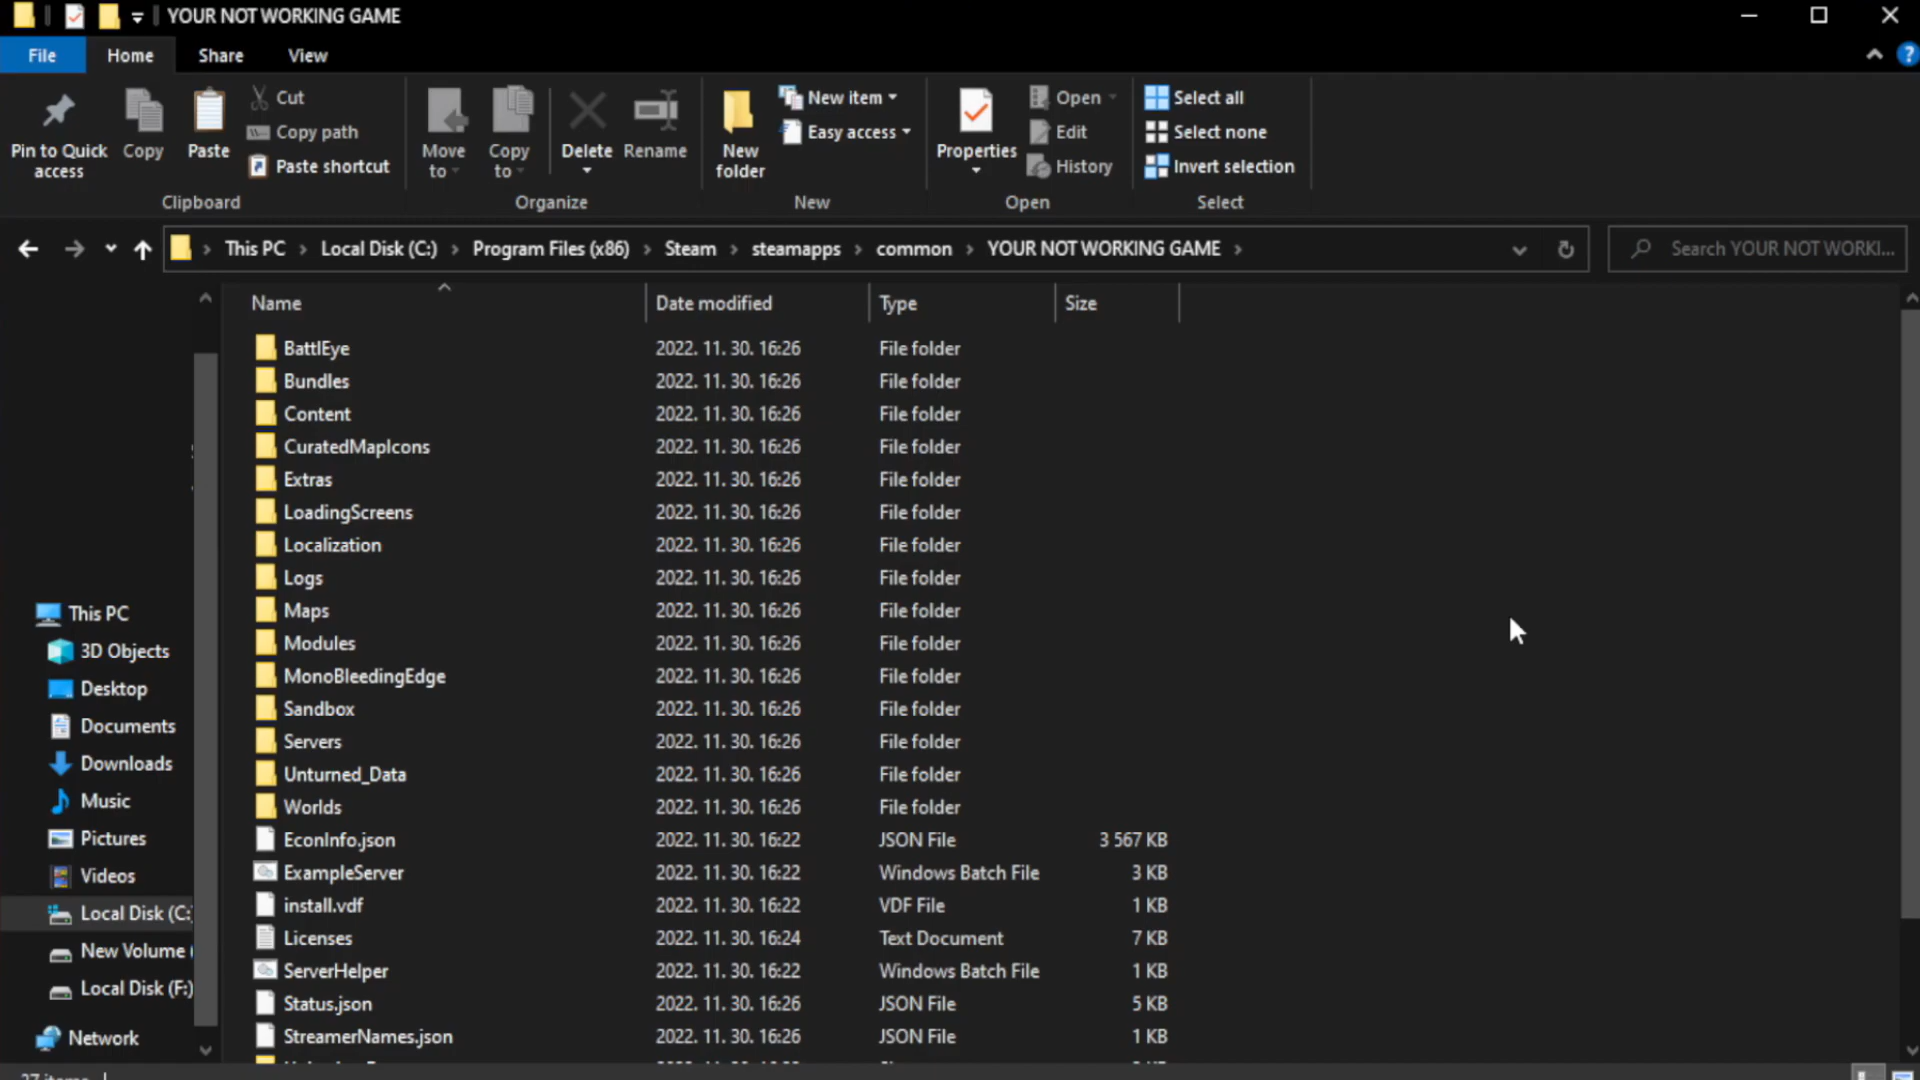 YOUR NOT WORKING GAME
File Home Share View
Pin to Quick access
Copy
Paste
Cut
Copy path
Paste shortcut
Clipboard
Move to
Copy to
Delete
Rename
Organize
New folder
New item
Easy access
New
Properties
Open
Edit
History
Open
Select all
Select none
Invert selection
Select
This PC Local Disk (C:) Program Files (x86) Steam steamapps common YOUR NOT WORKING GAME
Search YOUR NOT WORKI...
Name Date modified Type Size
BattlEye 2022. 11. 30. 16:26 File folder
Bundles 2022. 11. 30. 16:26 File folder
Content 2022. 11. 30. 16:26 File folder
CuratedMapIcons 2022. 11. 30. 16:26 File folder
Extras 2022. 11. 30. 16:26 File folder
LoadingScreens 2022. 11. 30. 16:26 File folder
Localization 2022. 11. 30. 16:26 File folder
Logs 2022. 11. 30. 16:26 File folder
Maps 2022. 11. 30. 16:26 File folder
Modules 2022. 11. 30. 16:26 File folder
MonoBleedingEdge 2022. 11. 30. 16:26 File folder
Sandbox 2022. 11. 30. 16:26 File folder
Servers 2022. 11. 30. 16:26 File folder
Unturned_Data 2022. 11. 30. 16:26 File folder
Worlds 2022. 11. 30. 16:26 File folder
EconInfo.json 2022. 11. 30. 16:22 JSON File 3 567 KB
ExampleServer 2022. 11. 30. 16:22 Windows Batch File 3 KB
install.vdf 2022. 11. 30. 16:22 VDF File 1 KB
Licenses 2022. 11. 30. 16:24 Text Document 7 KB
ServerHelper 2022. 11. 30. 16:22 Windows Batch File 1 KB
Status.json 2022. 11. 30. 16:26 JSON File 5 KB
StreamerNames.json 2022. 11. 30. 16:26 JSON File 1 KB
This PC
3D Objects
Desktop
Documents
Downloads
Music
Pictures
Videos
Local Disk (C:
New Volume (
Local Disk (F:)
Network